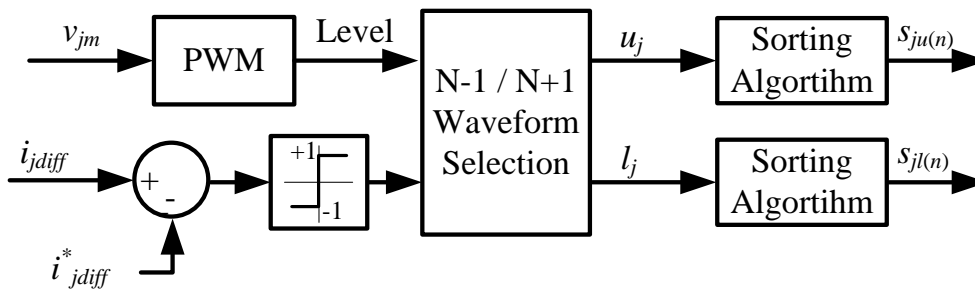 v_jm
PWM
Level
N-1 / N+1
Waveform
Selection
u_j
Sorting
Algortihm
s_ju(n)
i_jdiff
+
-
i*_jdiff
+1
-1
l_j
Sorting
Algortihm
s_jl(n)